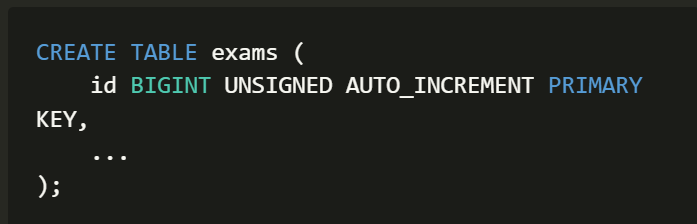 CREATE TABLE exams (
    id BIGINT UNSIGNED AUTO_INCREMENT PRIMARY
KEY,
    ...
);